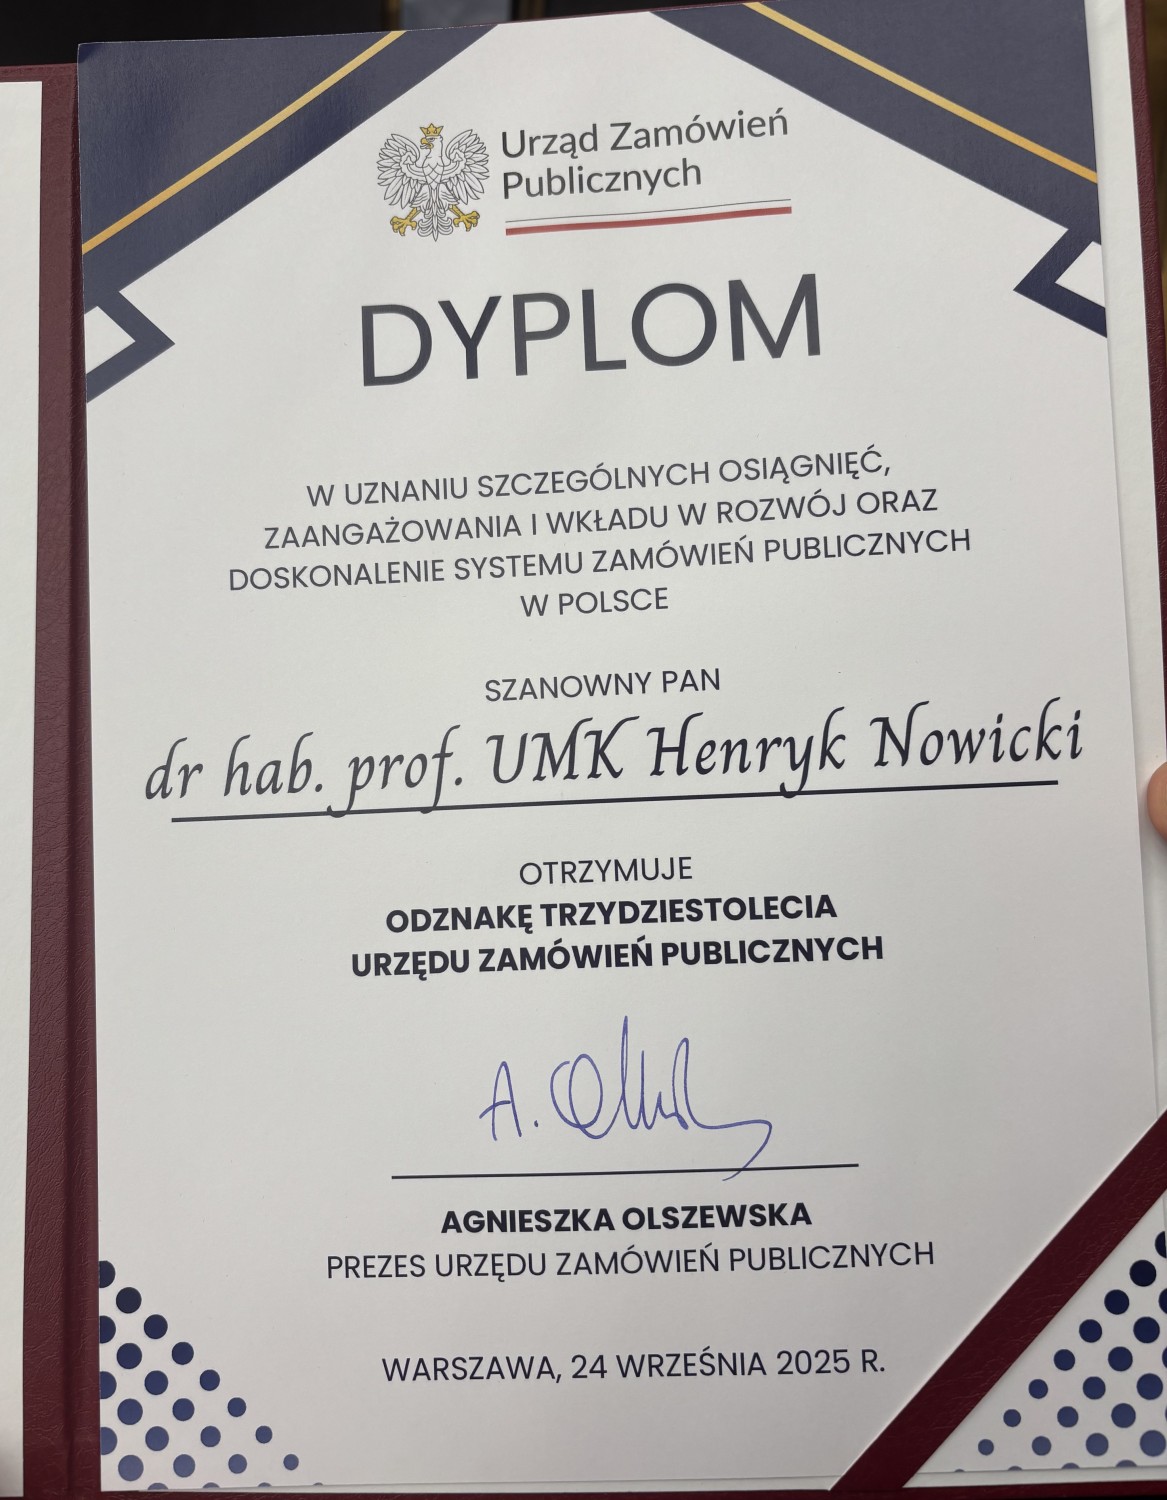 Urząd Zamówień
Publicznych
DYPLOM
W UZNANIU SZCZEGÓLNYCH OSIĄGNIĘĆ,
ZAANGAŻOWANIA I WKŁADU W ROZWÓJ ORAZ
DOSKONALENIE SYSTEMU ZAMÓWIEŃ PUBLICZNYCH
W POLSCE
SZANOWNY PAN
dr hab. prof. UMK Henryk Nowicki
OTRZYMUJE
ODZNAKĘ TRZYDZIESTOLECIA
URZĘDU ZAMÓWIEŃ PUBLICZNYCH
AGNIESZKA OLSZEWSKA
PREZES URZĘDU ZAMÓWIEŃ PUBLICZNYCH
WARSZAWA, 24 WRZEŚNIA 2025 R.